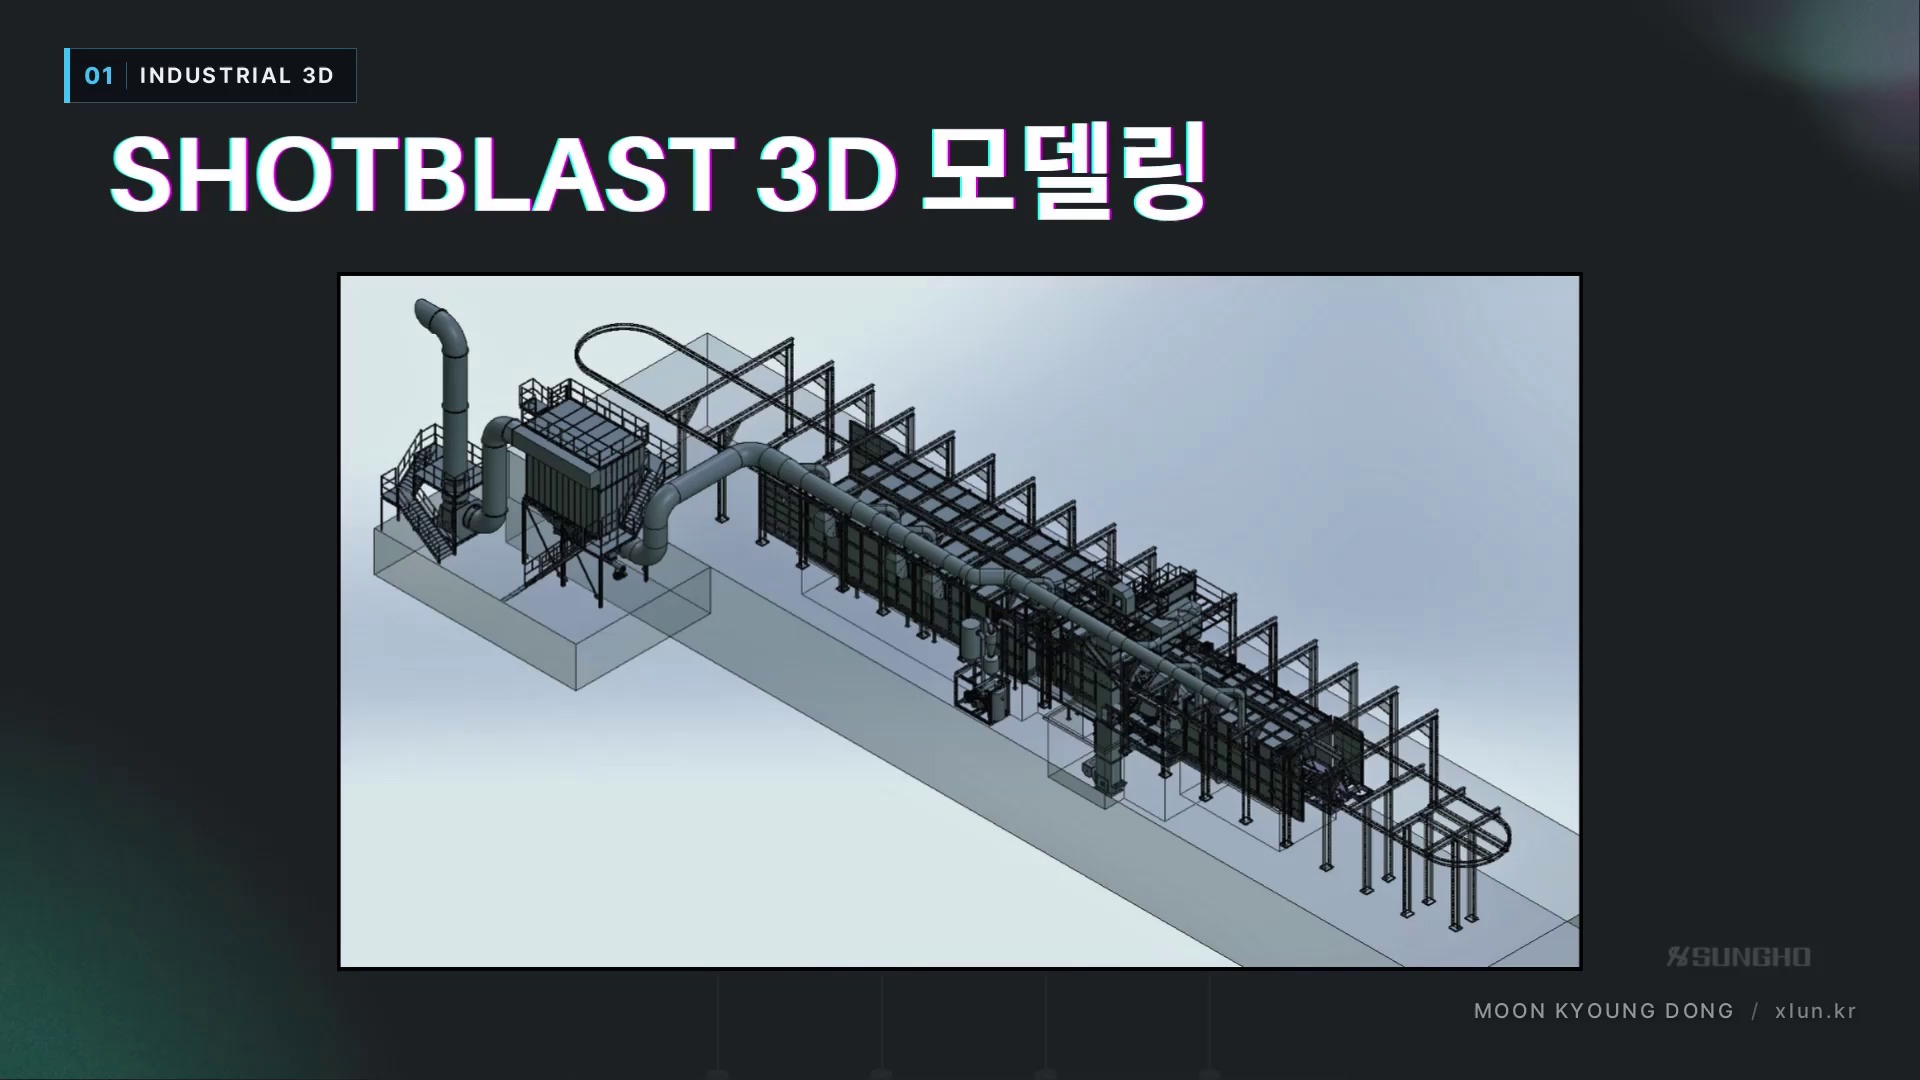 01 INDUSTRIAL 3D
SHOTBLAST 3D 모델링
SUNGHO
MOON KYOUNG DONG / xlun.kr